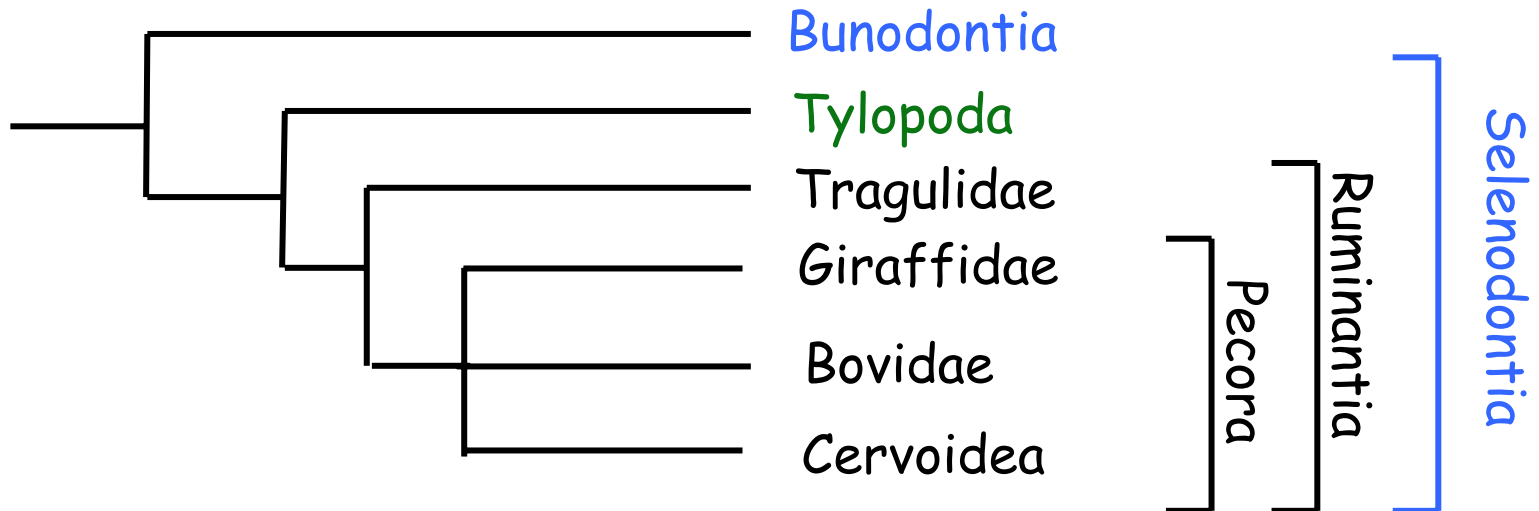 Bunodontia
Tylopoda
Tragulidae
Giraffidae
Bovidae
Cervoidea
Pecora
Ruminantia
Selenodontia